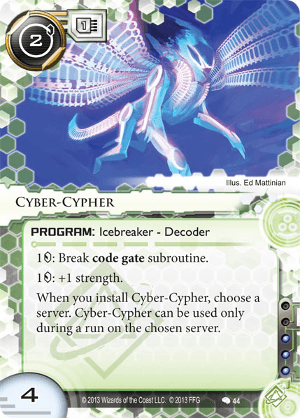 2
1
Illus. Ed Mattinian
CYBER-CYPHER
PROGRAM: Icebreaker - Decoder
1: Break code gate subroutine.
1: +1 strength.
When you install Cyber-Cypher, choose a
server. Cyber-Cypher can be used only
during a run on the chosen server.
4
© 2013 Wizards of the Coast LLC. © 2013 FFG 44